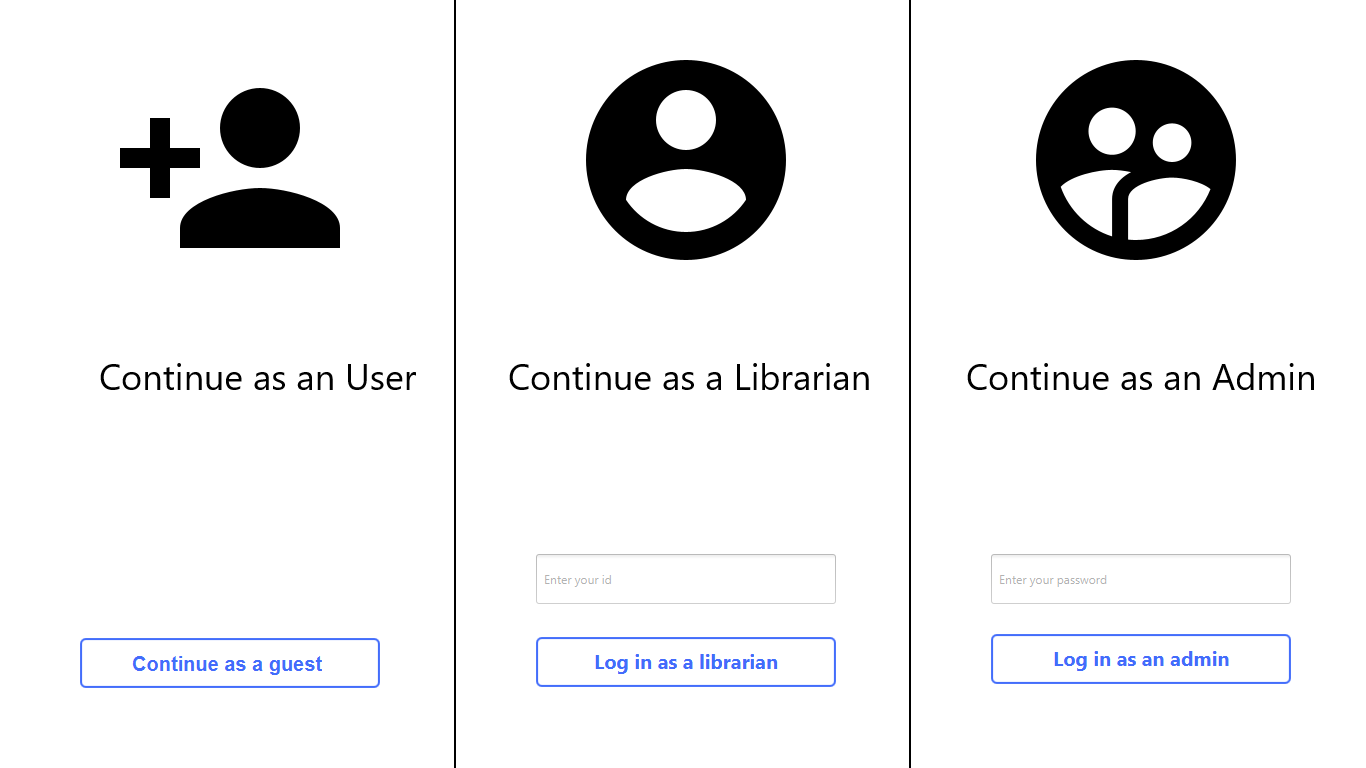 Continue as an User
Continue as a guest
Continue as a Librarian
Enter your id
Log in as a librarian
Continue as an Admin
Enter your password
Log in as an admin